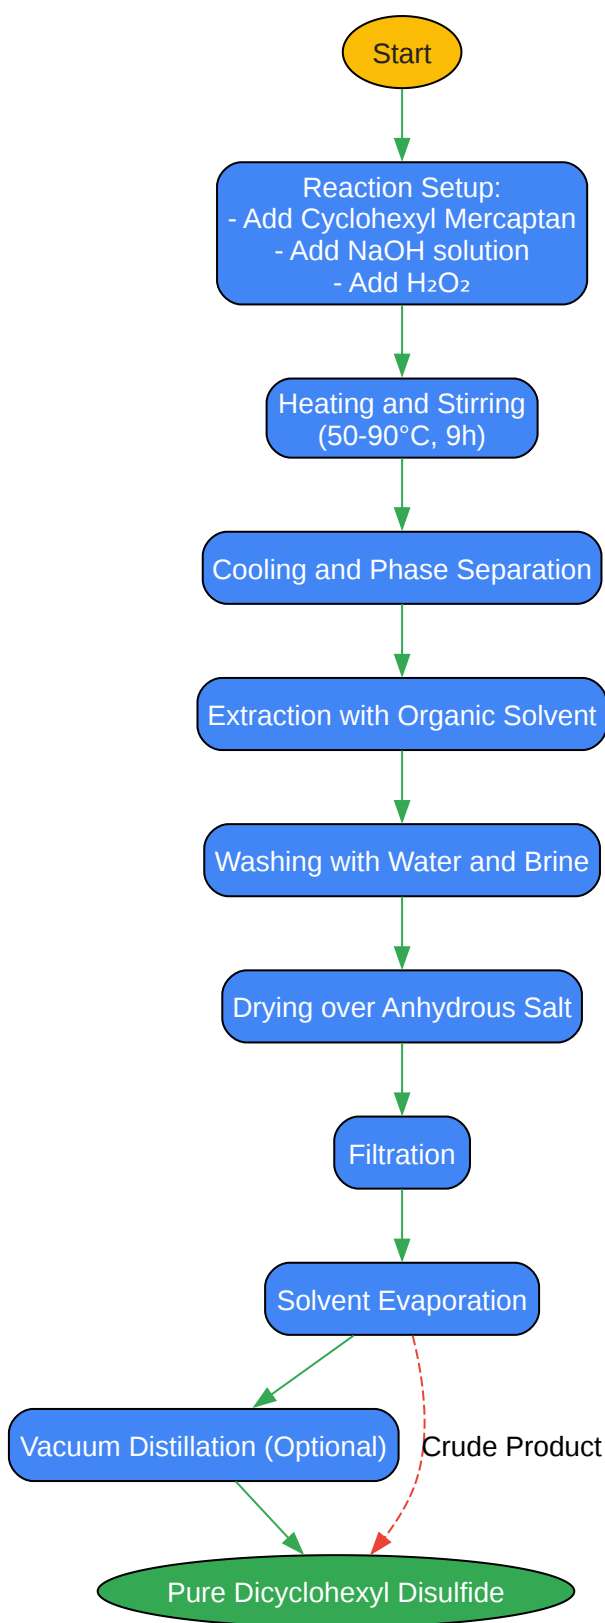 Start
Reaction Setup:
- Add Cyclohexyl Mercaptan
- Add NaOH solution
- Add H₂O₂
Heating and Stirring
(50-90°C, 9h)
Cooling and Phase Separation
Extraction with Organic Solvent
Washing with Water and Brine
Drying over Anhydrous Salt
Filtration
Solvent Evaporation
Vacuum Distillation (Optional)
Crude Product
Pure Dicyclohexyl Disulfide